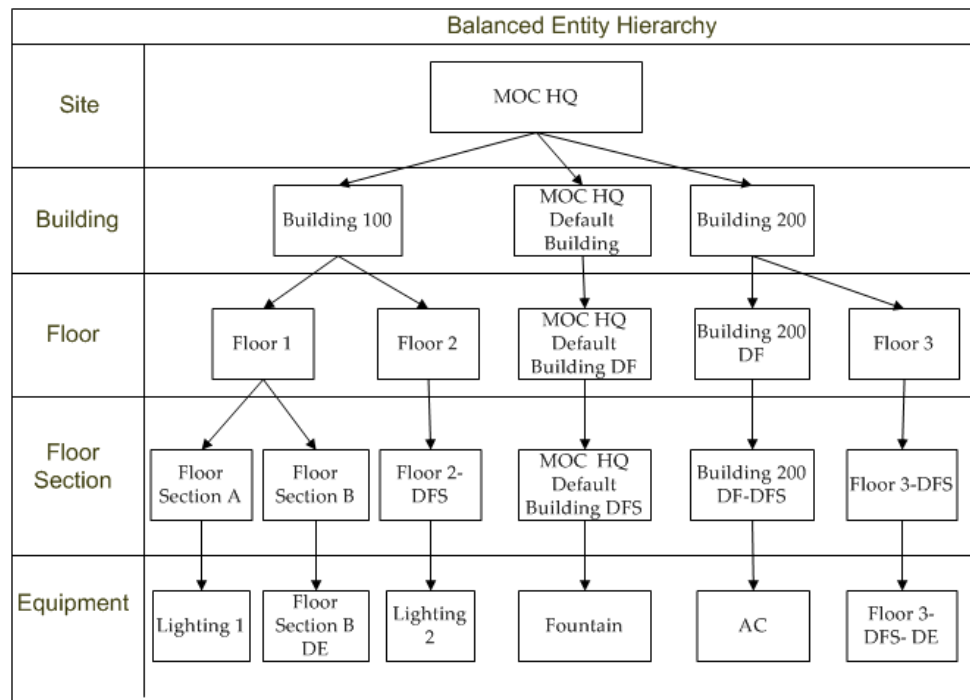 Balanced Entity Hierarchy
Site
MOC HQ
Building
Building 100
MOC HQ
Default
Building
Building 200
Floor
Floor 1
Floor 2
MOC HQ
Default
Building DF
Building 200
DF
Floor 3
Floor
Section
Floor
Section A
Floor
Section B
Floor 2-
DFS
MOC HQ
Default
Building DFS
Building 200
DF-DFS
Floor 3-DFS
Equipment
Lighting 1
Floor
Section B
DE
Lighting
2
Fountain
AC
Floor 3-
DFS- DE